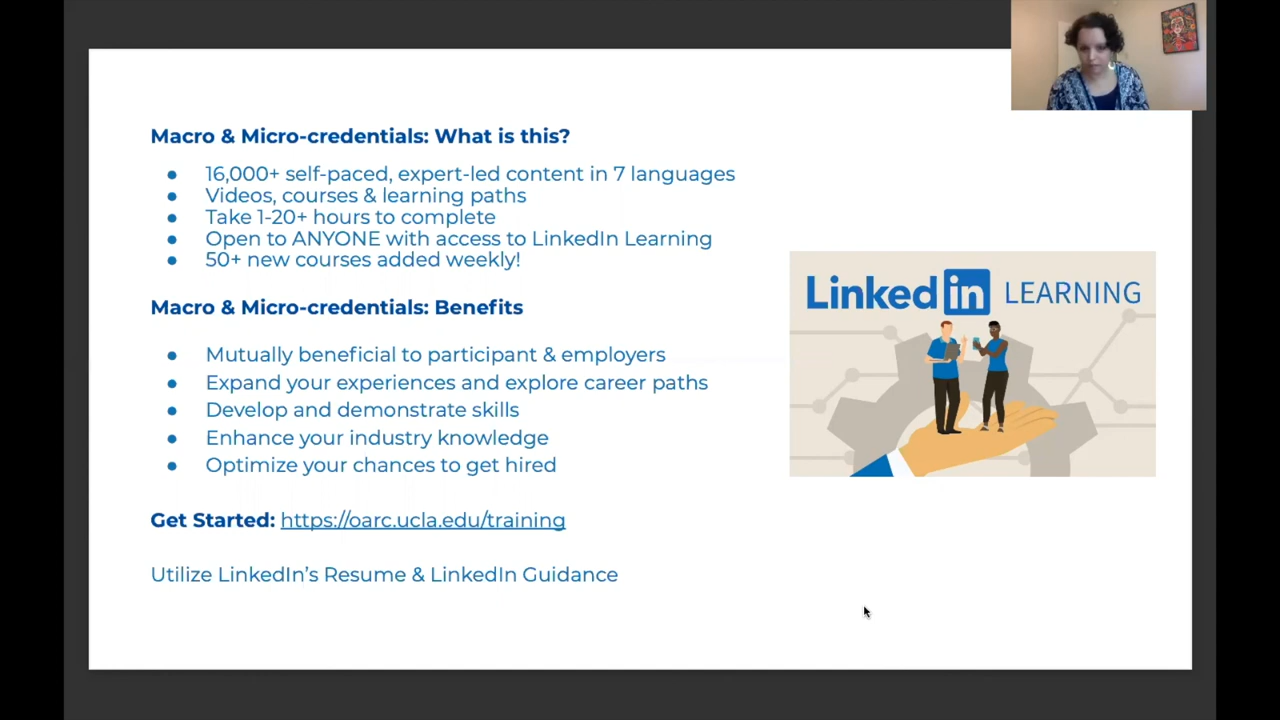 Macro & Micro-credentials: What is this?
● 16,000+ self-paced, expert-led content in 7 languages
● Videos, courses & learning paths
● Take 1-20+ hours to complete
● Open to ANYONE with access to LinkedIn Learning
● 50+ new courses added weekly!
Macro & Micro-credentials: Benefits
● Mutually beneficial to participant & employers
● Expand your experiences and explore career paths
● Develop and demonstrate skills
● Enhance your industry knowledge
● Optimize your chances to get hired
Get Started: https://oarc.ucla.edu/training
Utilize LinkedIn’s Resume & LinkedIn Guidance
Linked in LEARNING